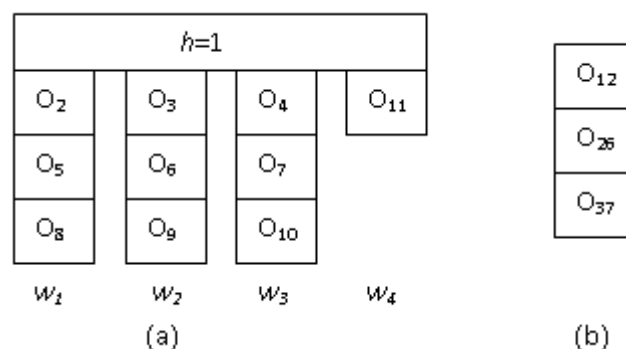 h=1
O₂ O₃ O₄ O₁₁ O₁₂
O₅ O₆ O₇ O₂₆
O₈ O₉ O₁₀ O₃₇
w₁ w₂ w₃ w₄
(a) (b)